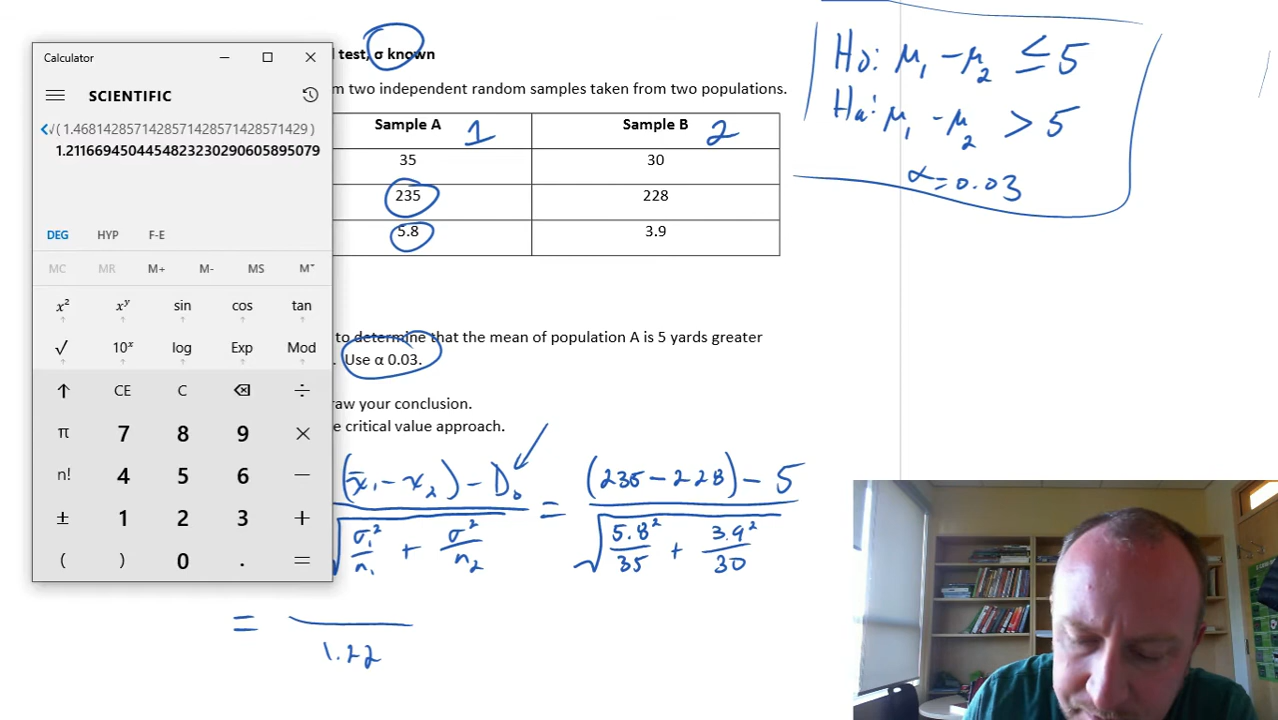 Calculator
SCIENTIFIC
√( 1.4681428571428571428571428571429 )
1.2116694504454823230290605895079
DEG HYP F-E
MC MR M+ M- MS M˅
x² xʸ sin cos tan
√ 10ˣ log Exp Mod
↑ CE C ⌫ ÷
π 7 8 9 ×
n! 4 5 6 −
± 1 2 3 +
( ) 0 . =
test, σ known
m two independent random samples taken from two populations.
Sample A 1 Sample B 2
35 30
235 228
5.8 3.9
to determine that the mean of population A is 5 yards greater
Use α 0.03.
raw your conclusion.
e critical value approach.
H0: μ1 - μ2 ≤ 5
Ha: μ1 - μ2 > 5
α = 0.03
(x̄1 - x2) - D0 = (235 - 228) - 5
√ σ1²/n1 + σ²/n2 √ 5.8²/35 + 3.9²/30
=
1.22